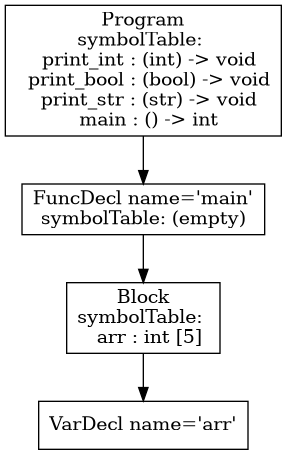 Program
symbolTable:
print_int : (int) -> void
print_bool : (bool) -> void
print_str : (str) -> void
main : () -> int
FuncDecl name='main'
symbolTable: (empty)
Block
symbolTable:
arr : int [5]
VarDecl name='arr'